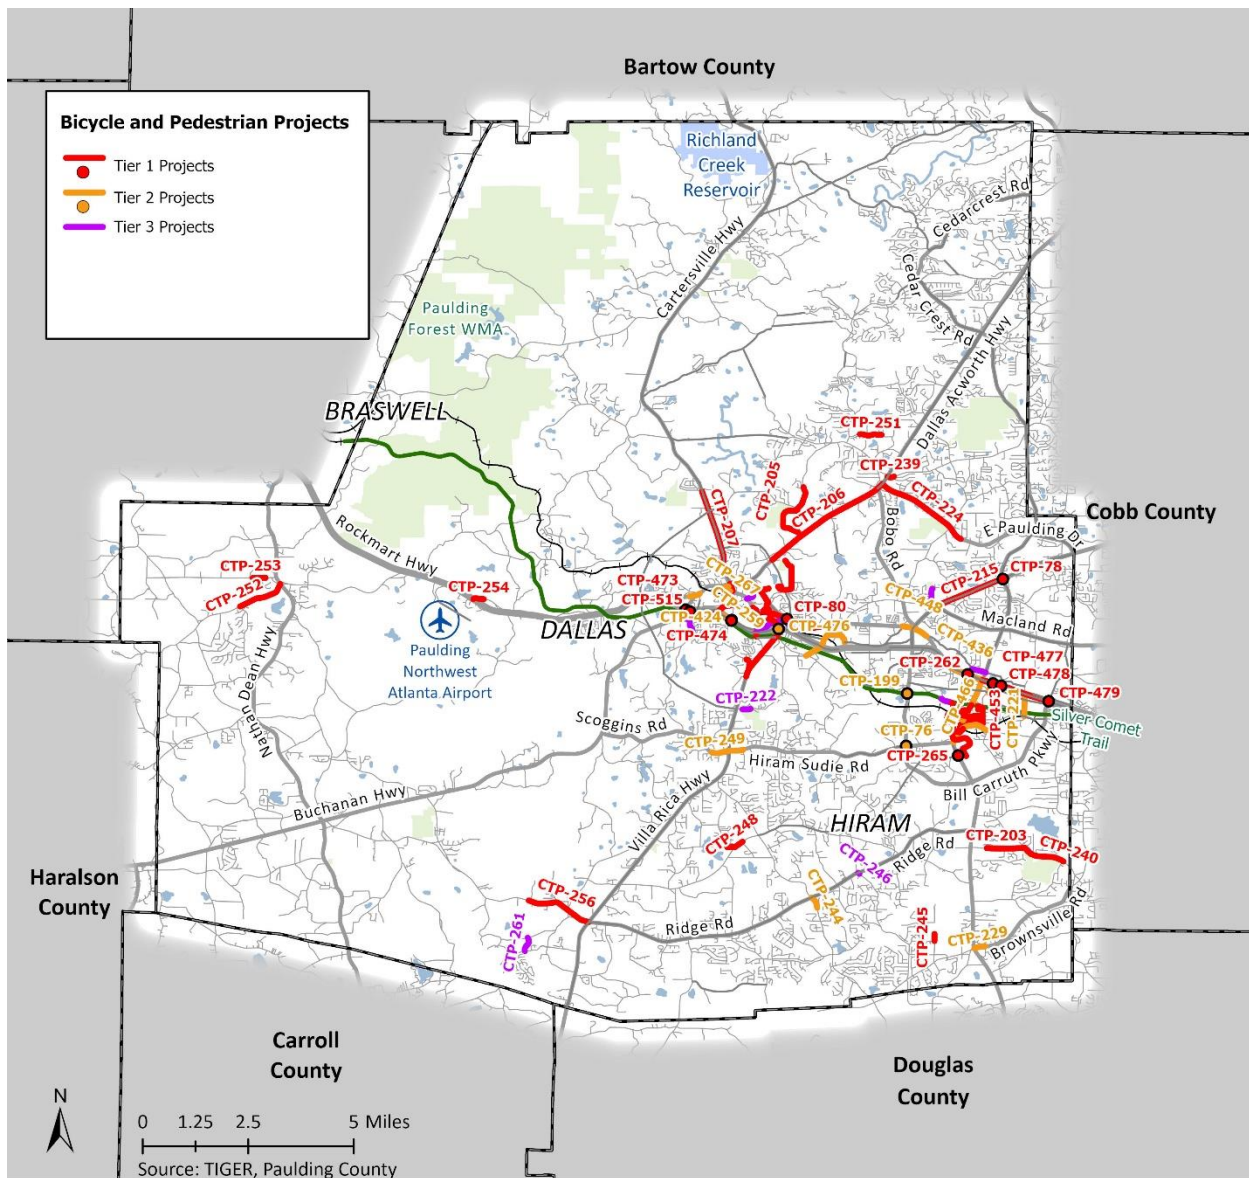 Bartow County
Bicycle and Pedestrian Projects
Tier 1 Projects
Tier 2 Projects
Tier 3 Projects
Richland
Creek
Reservoir
Cedarcrest Rd
Cedar Crest Rd
Cartersville Hwy
Dallas Acworth Hwy
Paulding
Forest WMA
BRASWELL
CTP-251
CTP-239
CTP-205
CTP-206
CTP-224
CTP-207
Bobo Rd
Cobb County
E Paulding Dr
Rockmart Hwy
CTP-253
CTP-252
CTP-254
CTP-473
CTP-267
CTP-515
CTP-424
CTP-259
CTP-80
CTP-474
CTP-476
CTP-448
CTP-215
CTP-78
Macland Rd
DALLAS
Paulding
Northwest
Atlanta Airport
CTP-436
CTP-262
CTP-477
CTP-478
CTP-199
CTP-466
CTP-453
CTP-221
CTP-479
Silver Comet
Trail
Nathan Dean Hwy
CTP-222
Scoggins Rd
CTP-249
CTP-76
CTP-265
Hiram Sudie Rd
Bill Carruth Pkwy
Buchanan Hwy
Villa Rica Hwy
HIRAM
CTP-248
CTP-203
CTP-240
Ridge Rd
CTP-246
Haralson
County
CTP-256
CTP-244
CTP-261
Ridge Rd
CTP-245
CTP-229
Brownsville Rd
Carroll
County
Douglas
County
N
0 1.25 2.5 5 Miles
Source: TIGER, Paulding County